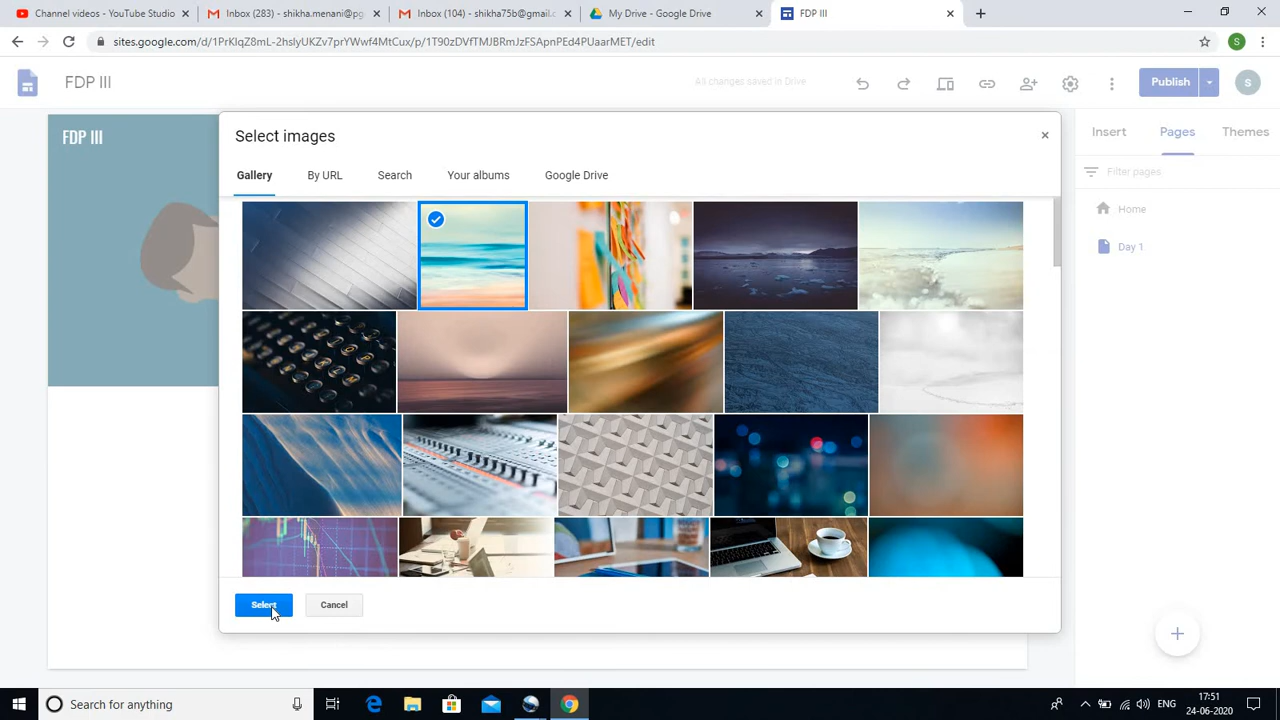 Channel contents - YouTube Studio
Inbox (283) - shikha.menani@pg
Inbox (104) - shikha75b@gmail.c
My Drive - Google Drive
FDP III
sites.google.com/d/1PrKlqZ8mL-2hslyUKZv7prYWwf4MtCux/p/1T90zDVfTMJBRmJzFSApnPEd4PUaarMET/edit
S
FDP III
All changes saved in Drive
Publish
S
FDP III
Select images
Gallery
By URL
Search
Your albums
Google Drive
Select
Cancel
Insert
Pages
Themes
Filter pages
Home
Day 1
Search for anything
ENG
17:51
24-06-2020